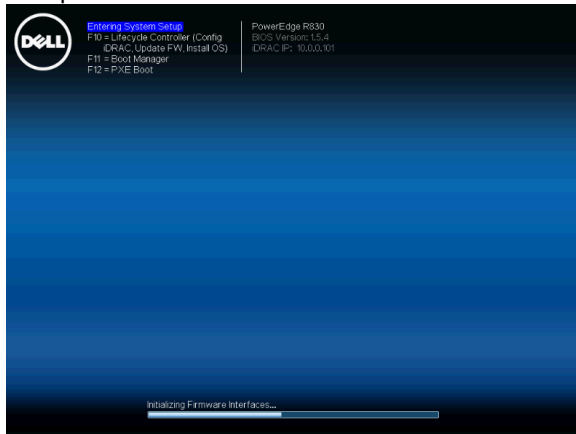 DELL
Entering System Setup
F10 = Lifecycle Controller (Config
iDRAC, Update FW, Install OS)
F11 = Boot Manager
F12 = PXE Boot
PowerEdge R830
BIOS Version: 1.5.4
iDRAC IP: 10.0.0.101
Initializing Firmware Interfaces...